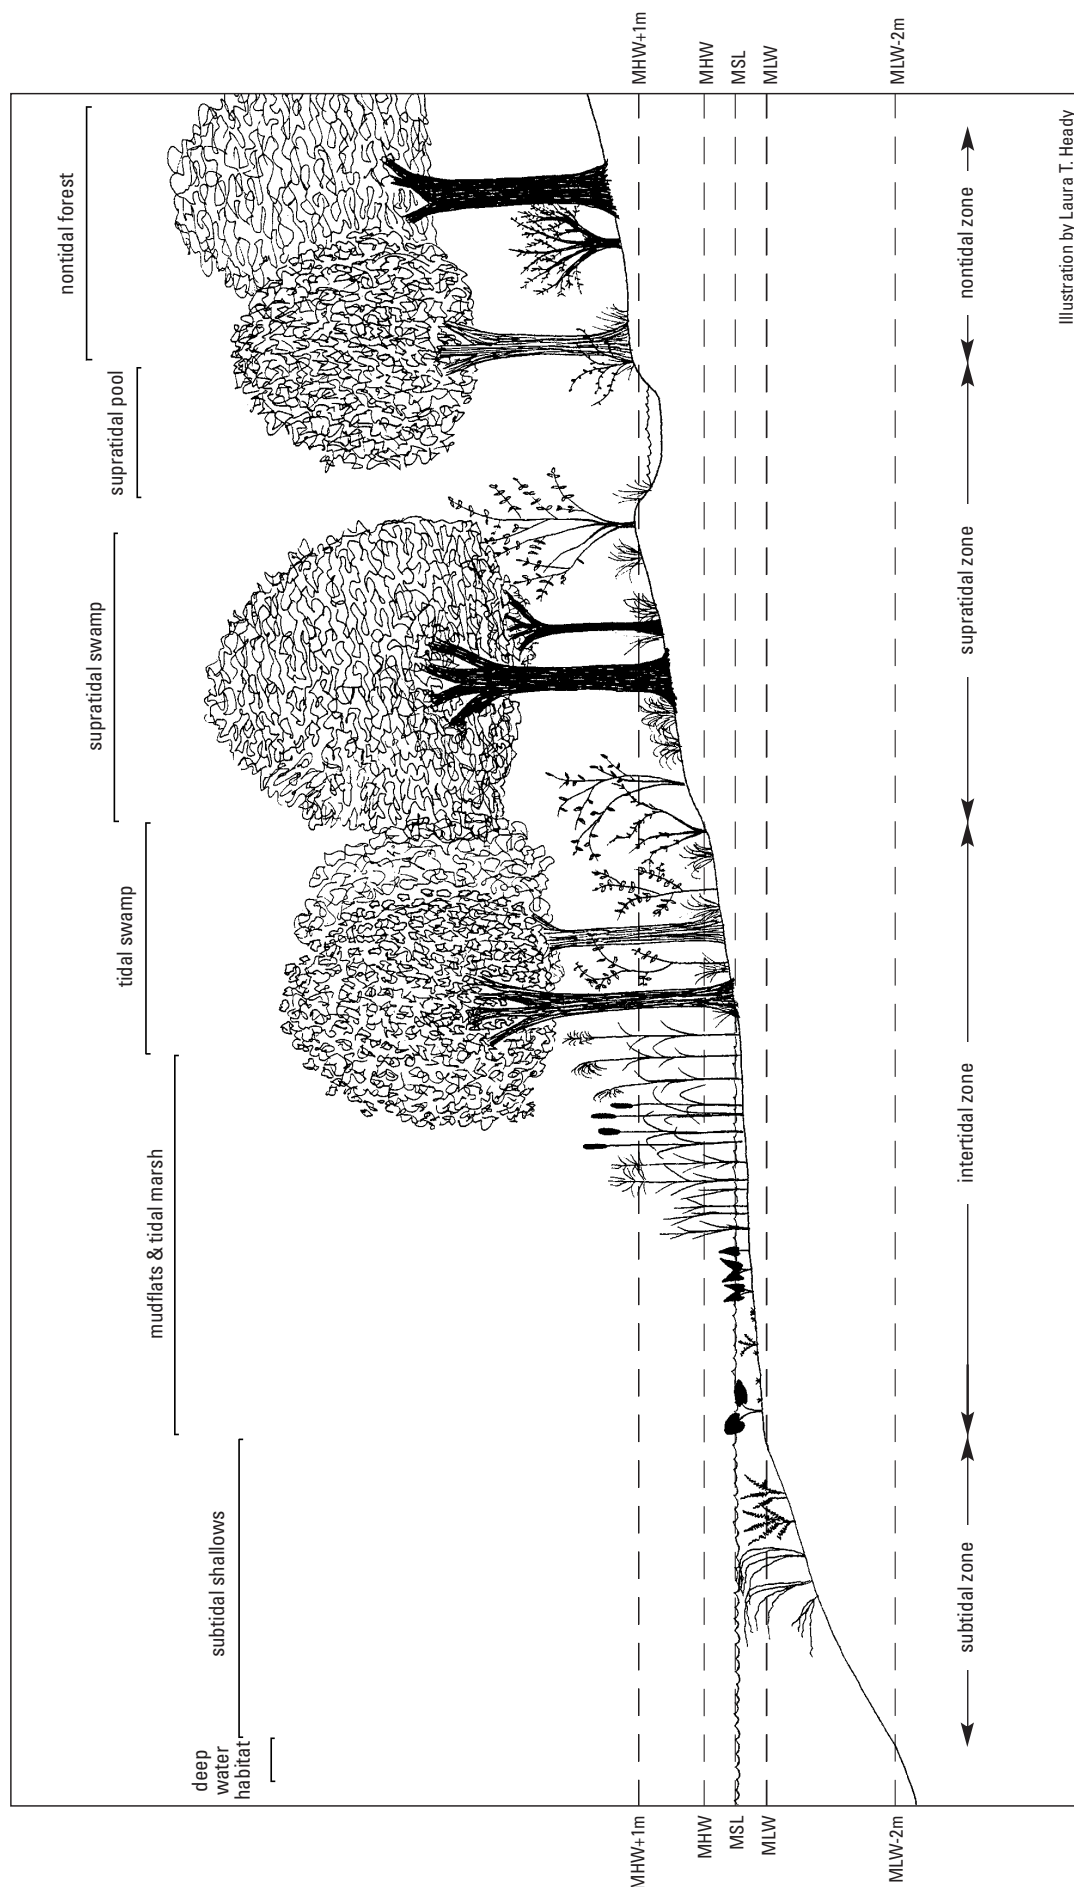 deep
water
habitat
subtidal shallows
mudflats & tidal marsh
tidal swamp
supratidal swamp
supratidal pool
nontidal forest
MHW+1m
MHW+1m
MHW
MHW
MSL
MSL
MLW
MLW
MLW-2m
MLW-2m
subtidal zone
intertidal zone
supratidal zone
nontidal zone
Illustration by Laura T. Heady